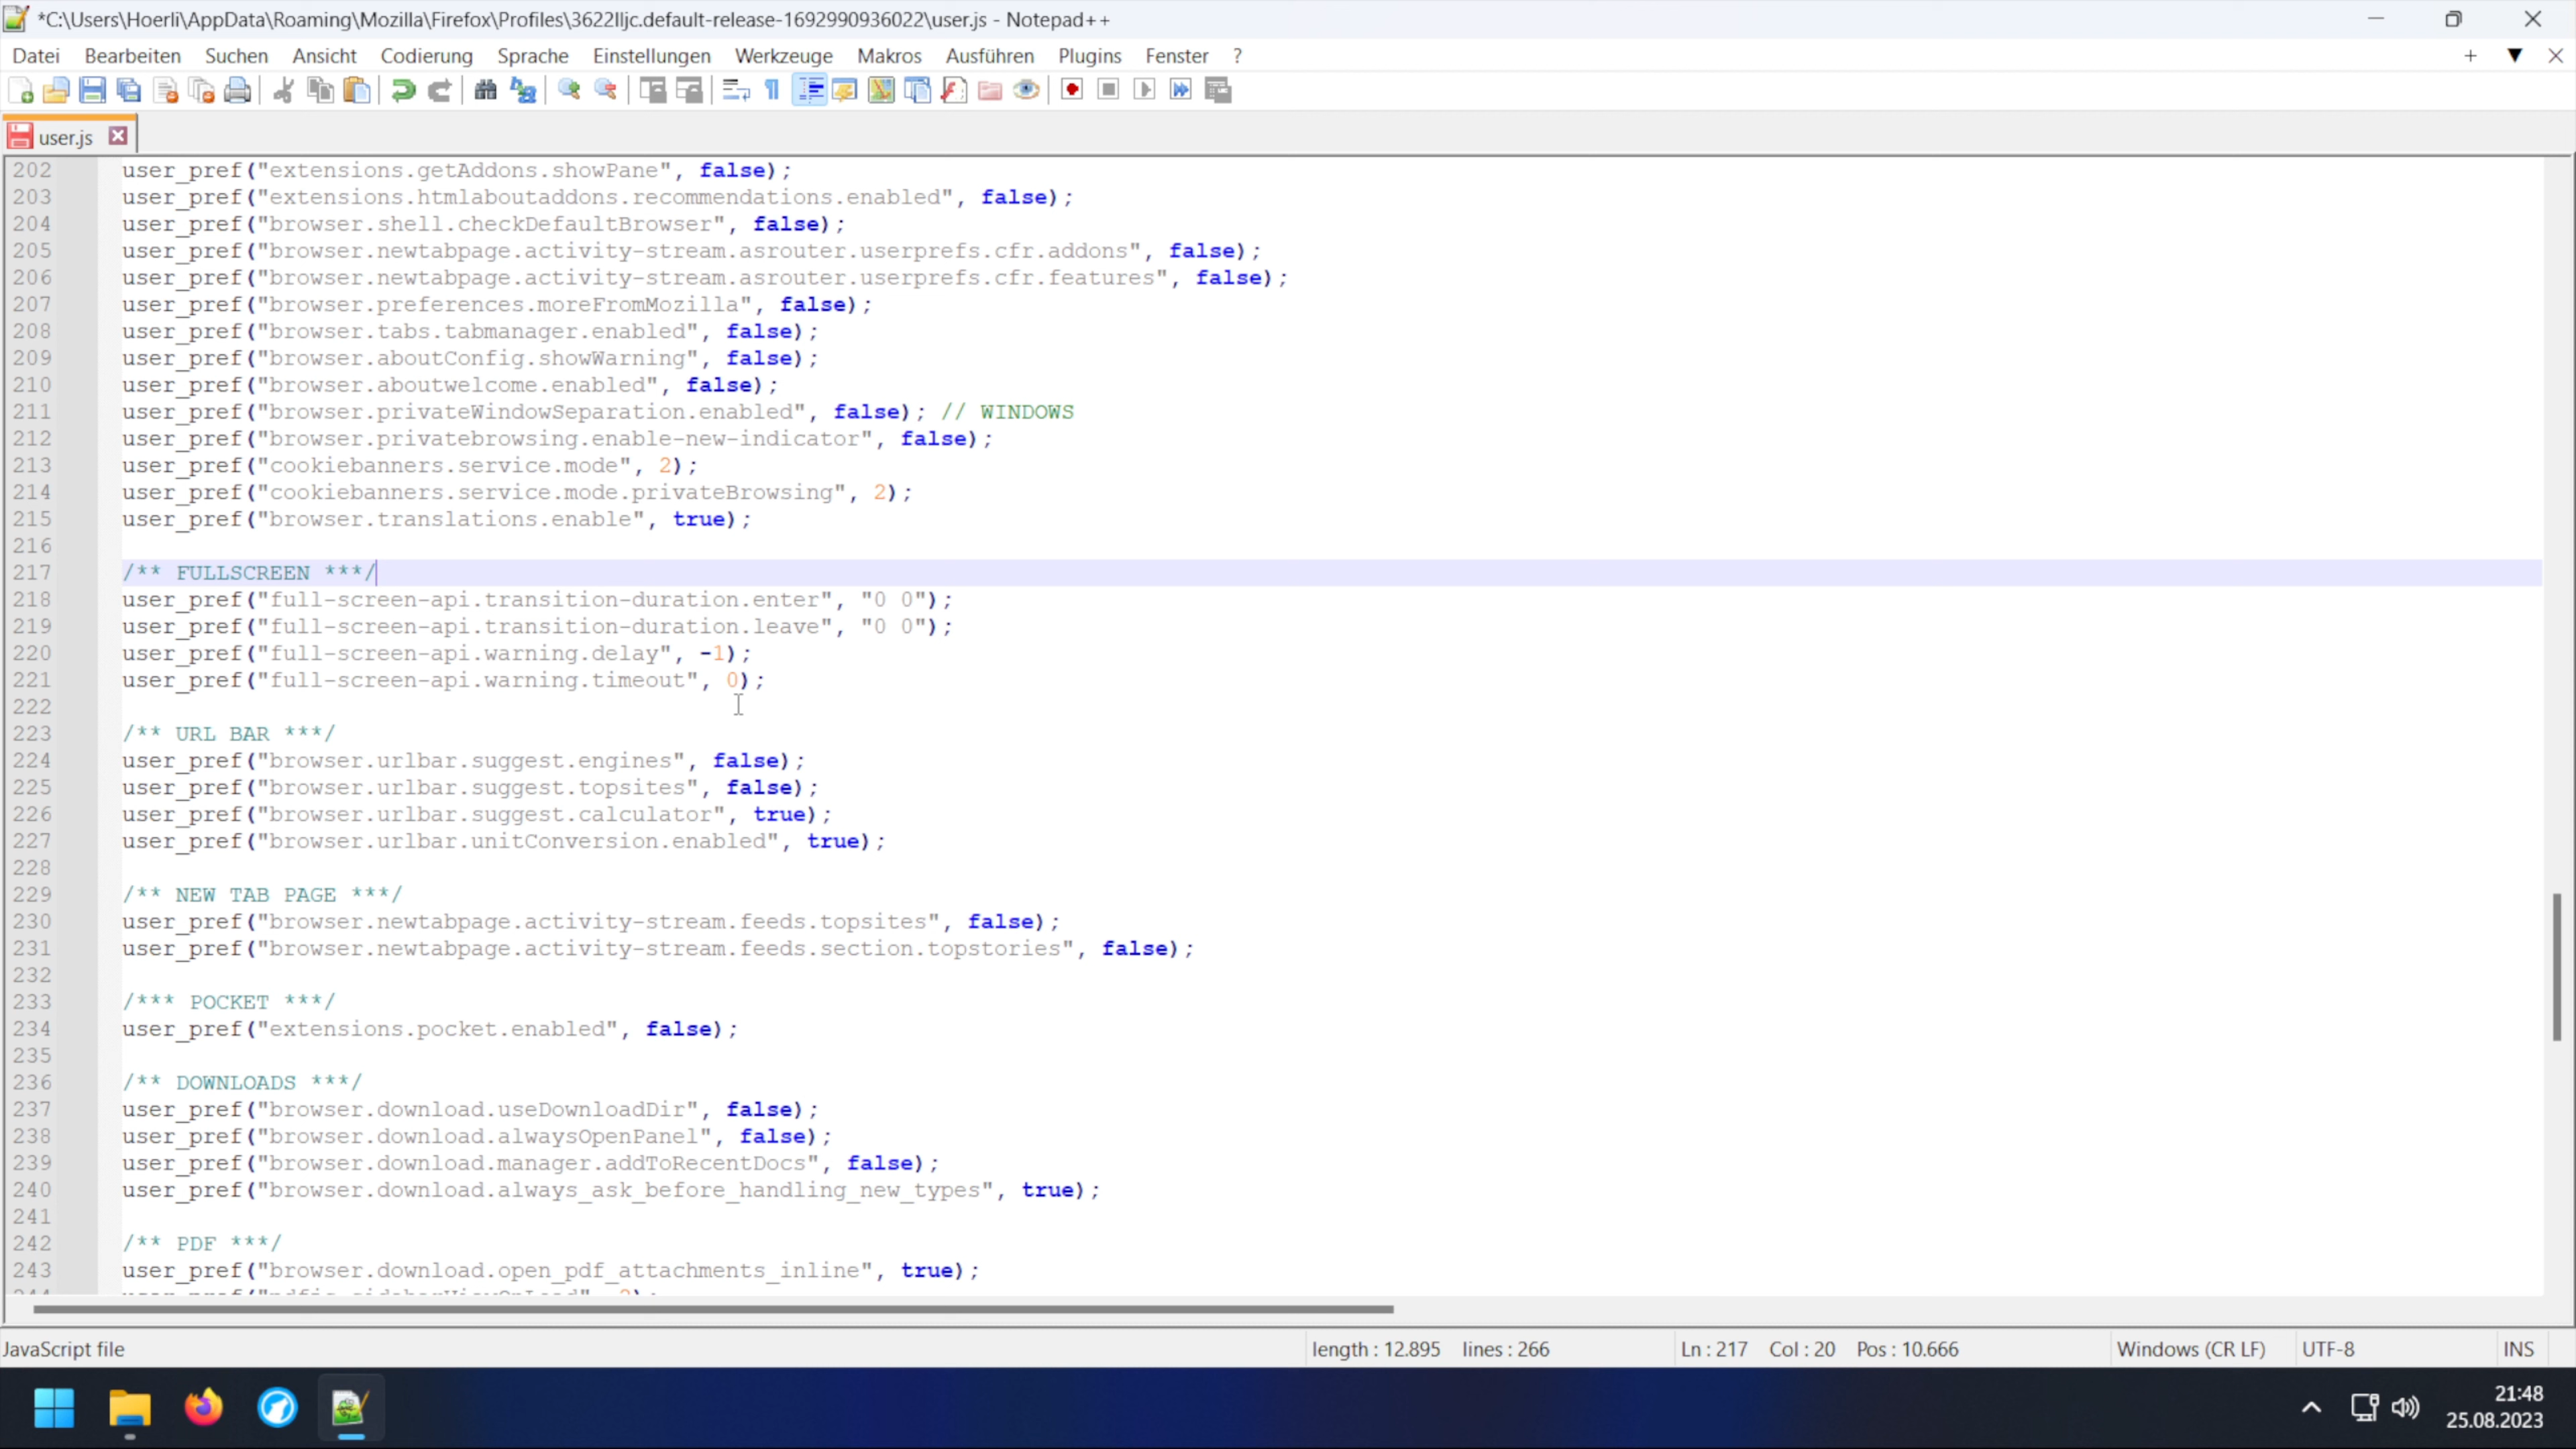 *C:\Users\Hoerli\AppData\Roaming\Mozilla\Firefox\Profiles\3622lljc.default-release-1692990936022\user.js - Notepad++
Datei Bearbeiten Suchen Ansicht Codierung Sprache Einstellungen Werkzeuge Makros Ausführen Plugins Fenster ?
user.js
202 user_pref("extensions.getAddons.showPane", false);
203 user_pref("extensions.htmlaboutaddons.recommendations.enabled", false);
204 user_pref("browser.shell.checkDefaultBrowser", false);
205 user_pref("browser.newtabpage.activity-stream.asrouter.userprefs.cfr.addons", false);
206 user_pref("browser.newtabpage.activity-stream.asrouter.userprefs.cfr.features", false);
207 user_pref("browser.preferences.moreFromMozilla", false);
208 user_pref("browser.tabs.tabmanager.enabled", false);
209 user_pref("browser.aboutConfig.showWarning", false);
210 user_pref("browser.aboutwelcome.enabled", false);
211 user_pref("browser.privateWindowSeparation.enabled", false); // WINDOWS
212 user_pref("browser.privatebrowsing.enable-new-indicator", false);
213 user_pref("cookiebanners.service.mode", 2);
214 user_pref("cookiebanners.service.mode.privateBrowsing", 2);
215 user_pref("browser.translations.enable", true);
216
217 /** FULLSCREEN ***/
218 user_pref("full-screen-api.transition-duration.enter", "0 0");
219 user_pref("full-screen-api.transition-duration.leave", "0 0");
220 user_pref("full-screen-api.warning.delay", -1);
221 user_pref("full-screen-api.warning.timeout", 0);
222
223 /** URL BAR ***/
224 user_pref("browser.urlbar.suggest.engines", false);
225 user_pref("browser.urlbar.suggest.topsites", false);
226 user_pref("browser.urlbar.suggest.calculator", true);
227 user_pref("browser.urlbar.unitConversion.enabled", true);
228
229 /** NEW TAB PAGE ***/
230 user_pref("browser.newtabpage.activity-stream.feeds.topsites", false);
231 user_pref("browser.newtabpage.activity-stream.feeds.section.topstories", false);
232
233 /*** POCKET ***/
234 user_pref("extensions.pocket.enabled", false);
235
236 /** DOWNLOADS ***/
237 user_pref("browser.download.useDownloadDir", false);
238 user_pref("browser.download.alwaysOpenPanel", false);
239 user_pref("browser.download.manager.addToRecentDocs", false);
240 user_pref("browser.download.always_ask_before_handling_new_types", true);
241
242 /** PDF ***/
243 user_pref("browser.download.open_pdf_attachments_inline", true);
JavaScript file length : 12.895 lines : 266 Ln : 217 Col : 20 Pos : 10.666 Windows (CR LF) UTF-8 INS
21:48
25.08.2023